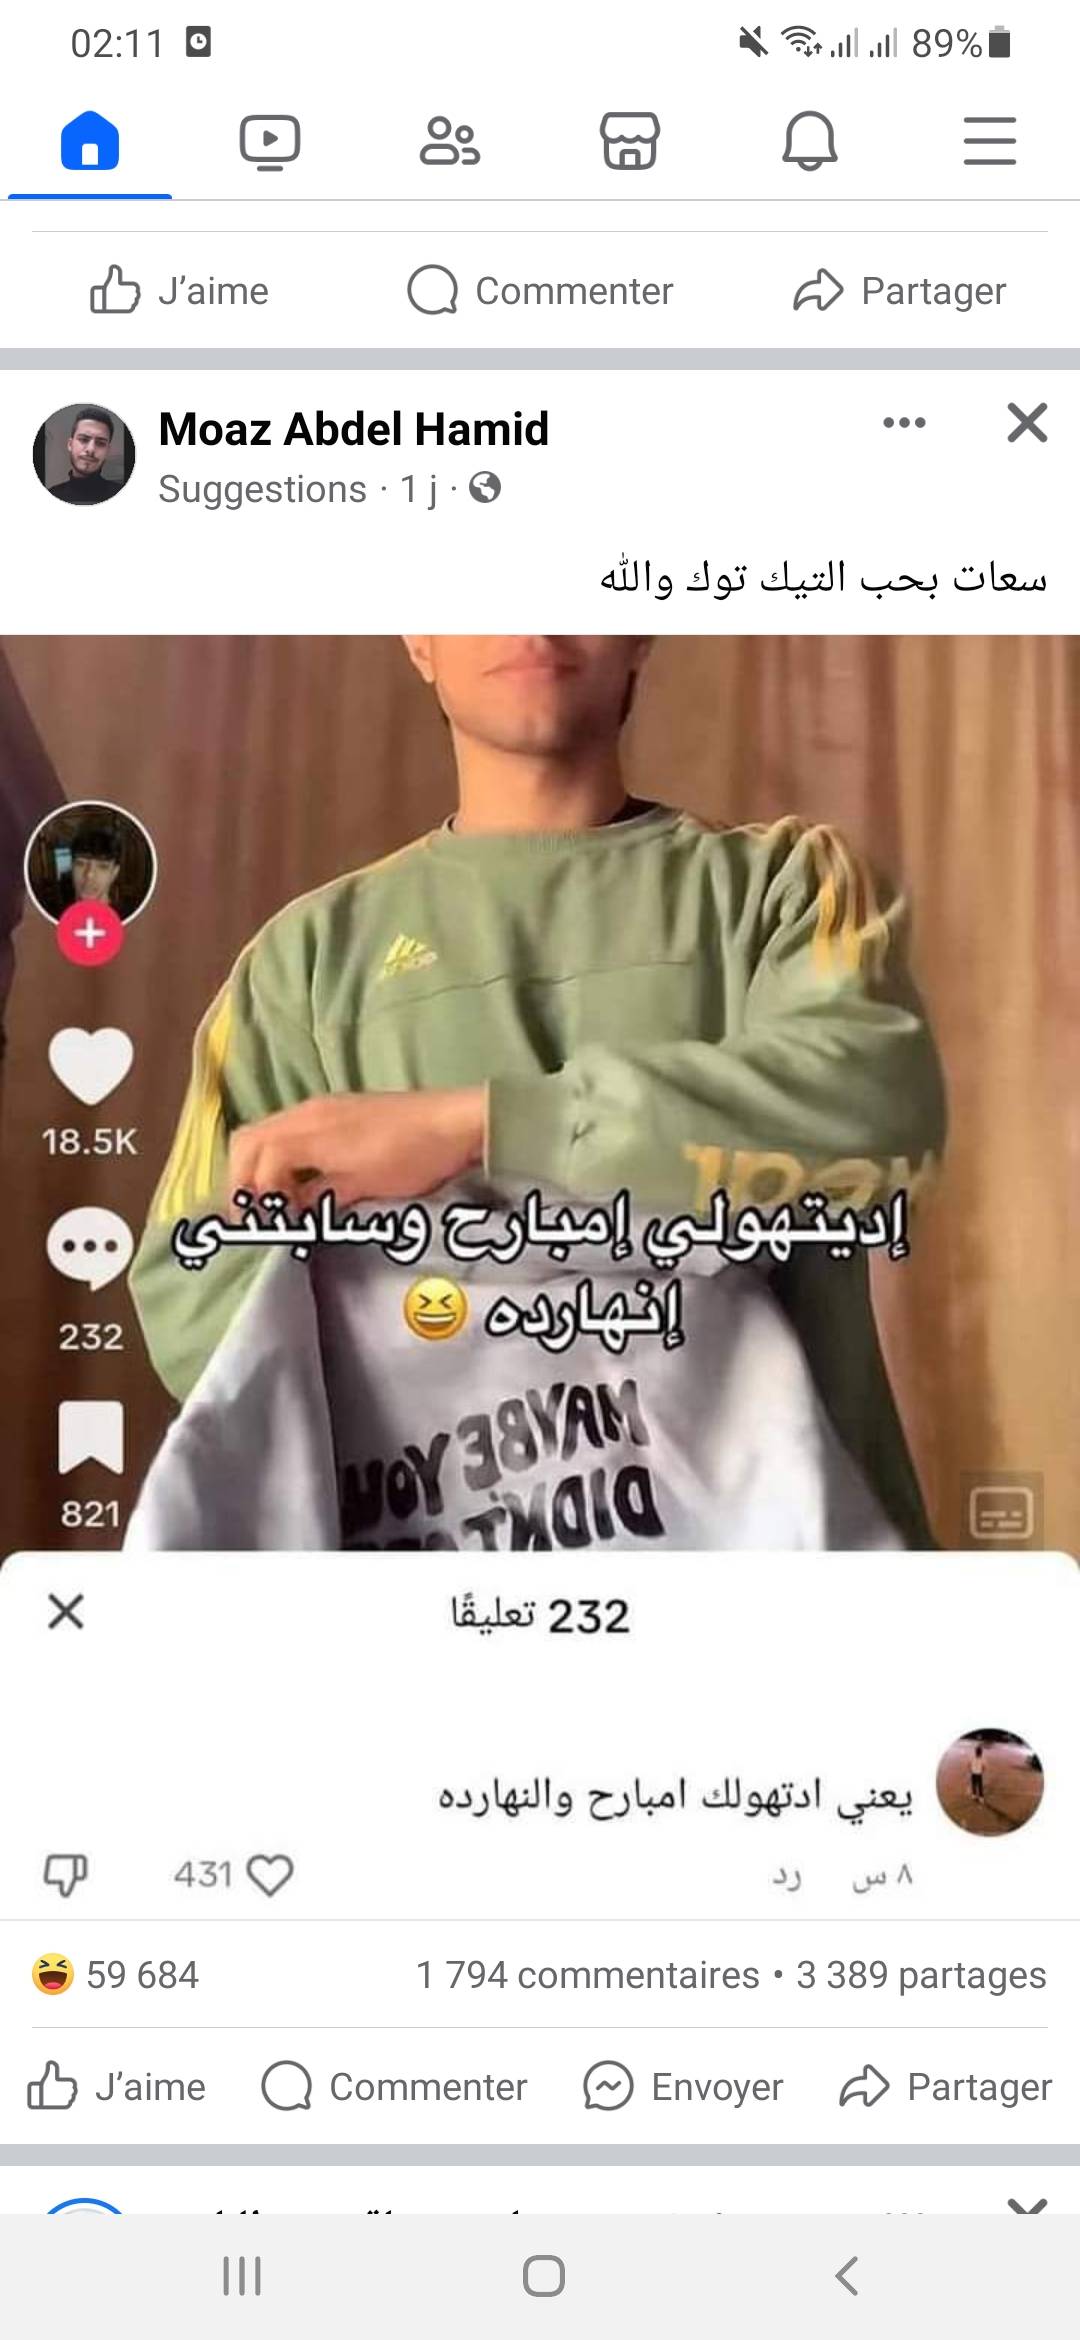 02:11
89%
J'aime
Commenter
Partager
Moaz Abdel Hamid
Suggestions · 1 j ·
سعات بحب التيك توك والله
18.5K
إديتهولي إمبارح وسابتني
إنهارده 😆
232
MAYBE YOU
DIDN'T
821
232 تعليقًا
يعني ادتهولك امبارح والنهارده
٨ س
رد
431
59 684
1 794 commentaires • 3 389 partages
J'aime
Commenter
Envoyer
Partager